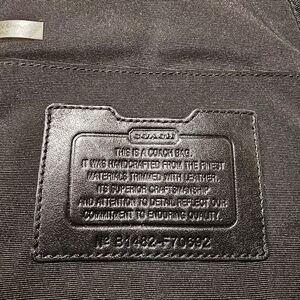 COACH
THIS IS A COACH BAG.
IT WAS HANDCRAFTED FROM THE FINEST
MATERIALS TRIMMED WITH LEATHER.
ITS SUPERIOR CRAFTSMANSHIP
AND ATTENTION TO DETAIL REFLECT OUR
COMMITMENT TO ENDURING QUALITY.
Nº B1482-F70692